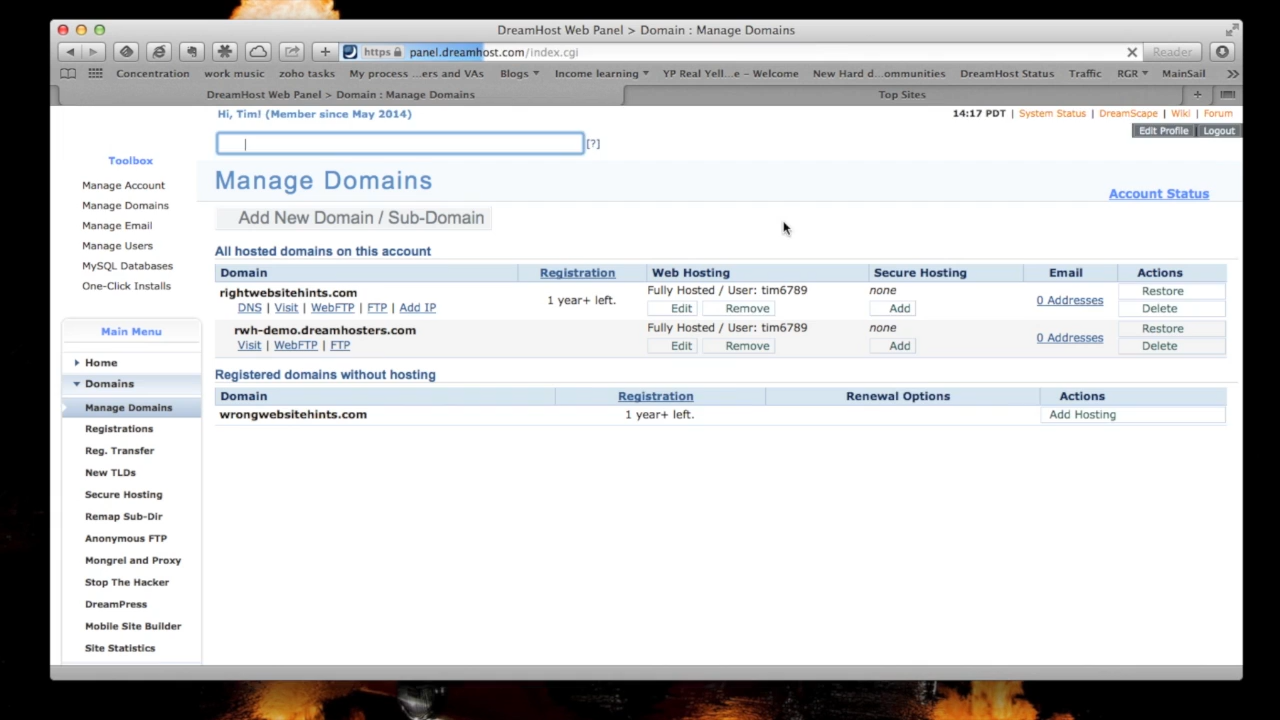 DreamHost Web Panel > Domain : Manage Domains
https panel.dreamhost.com/index.cgi Reader
Concentration work music zoho tasks My process ...ers and VAs Blogs Income learning YP Real Yell...e – Welcome New Hard d...ommunities DreamHost Status Traffic RGR MainSail
DreamHost Web Panel > Domain : Manage Domains Top Sites
Hi, Tim! (Member since May 2014) 14:17 PDT | System Status | DreamScape | Wiki | Forum
Edit Profile Logout
[?]
Toolbox
Manage Account
Manage Domains
Manage Email
Manage Users
MySQL Databases
One-Click Installs
Main Menu
Home
Domains
Manage Domains
Registrations
Reg. Transfer
New TLDs
Secure Hosting
Remap Sub-Dir
Anonymous FTP
Mongrel and Proxy
Stop The Hacker
DreamPress
Mobile Site Builder
Site Statistics
Manage Domains
Account Status
Add New Domain / Sub-Domain
All hosted domains on this account
Domain Registration Web Hosting Secure Hosting Email Actions
rightwebsitehints.com 1 year+ left. Fully Hosted / User: tim6789 none 0 Addresses Restore
DNS | Visit | WebFTP | FTP | Add IP Edit Remove Add Delete
rwh-demo.dreamhosters.com Fully Hosted / User: tim6789 none 0 Addresses Restore
Visit | WebFTP | FTP Edit Remove Add Delete
Registered domains without hosting
Domain Registration Renewal Options Actions
wrongwebsitehints.com 1 year+ left. Add Hosting